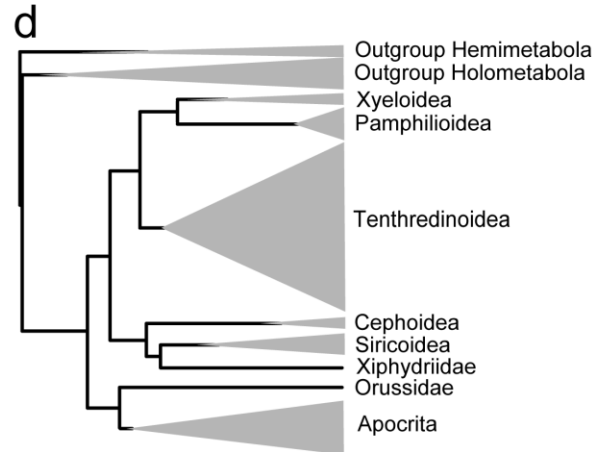 d
Outgroup Hemimetabola
Outgroup Holometabola
Xyeloidea
Pamphilioidea
Tenthredinoidea
Cephoidea
Siricoidea
Xiphydriidae
Orussidae
Apocrita